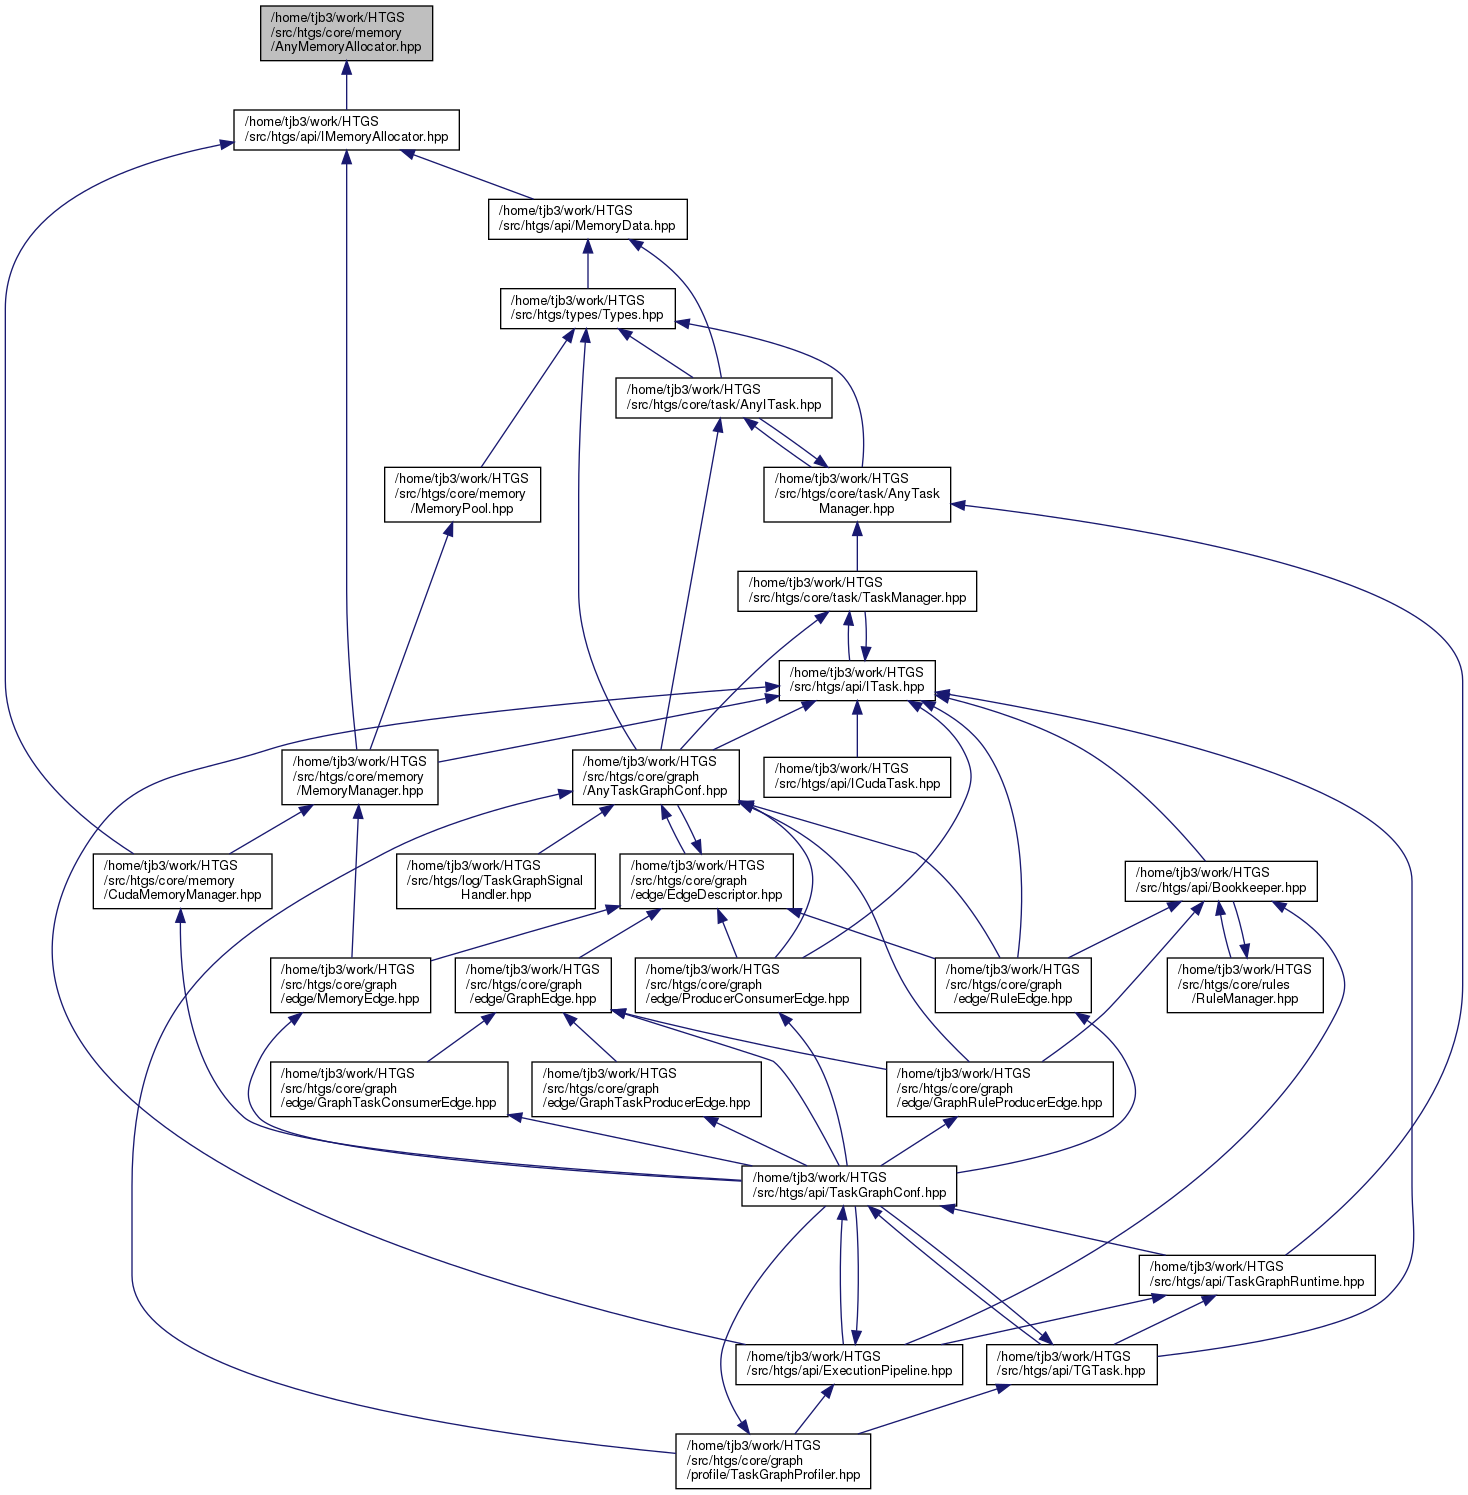 /home/tjb3/work/HTGS
/src/htgs/core/memory
/AnyMemoryAllocator.hpp
/home/tjb3/work/HTGS
/src/htgs/api/IMemoryAllocator.hpp
/home/tjb3/work/HTGS
/src/htgs/api/MemoryData.hpp
/home/tjb3/work/HTGS
/src/htgs/types/Types.hpp
/home/tjb3/work/HTGS
/src/htgs/core/task/AnyITask.hpp
/home/tjb3/work/HTGS
/src/htgs/core/memory
/MemoryPool.hpp
/home/tjb3/work/HTGS
/src/htgs/core/task/AnyTask
Manager.hpp
/home/tjb3/work/HTGS
/src/htgs/core/task/TaskManager.hpp
/home/tjb3/work/HTGS
/src/htgs/api/ITask.hpp
/home/tjb3/work/HTGS
/src/htgs/core/memory
/MemoryManager.hpp
/home/tjb3/work/HTGS
/src/htgs/core/graph
/AnyTaskGraphConf.hpp
/home/tjb3/work/HTGS
/src/htgs/api/ICudaTask.hpp
/home/tjb3/work/HTGS
/src/htgs/core/memory
/CudaMemoryManager.hpp
/home/tjb3/work/HTGS
/src/htgs/log/TaskGraphSignal
Handler.hpp
/home/tjb3/work/HTGS
/src/htgs/core/graph
/edge/EdgeDescriptor.hpp
/home/tjb3/work/HTGS
/src/htgs/api/Bookkeeper.hpp
/home/tjb3/work/HTGS
/src/htgs/core/graph
/edge/MemoryEdge.hpp
/home/tjb3/work/HTGS
/src/htgs/core/graph
/edge/GraphEdge.hpp
/home/tjb3/work/HTGS
/src/htgs/core/graph
/edge/ProducerConsumerEdge.hpp
/home/tjb3/work/HTGS
/src/htgs/core/graph
/edge/RuleEdge.hpp
/home/tjb3/work/HTGS
/src/htgs/core/rules
/RuleManager.hpp
/home/tjb3/work/HTGS
/src/htgs/core/graph
/edge/GraphTaskConsumerEdge.hpp
/home/tjb3/work/HTGS
/src/htgs/core/graph
/edge/GraphTaskProducerEdge.hpp
/home/tjb3/work/HTGS
/src/htgs/core/graph
/edge/GraphRuleProducerEdge.hpp
/home/tjb3/work/HTGS
/src/htgs/api/TaskGraphConf.hpp
/home/tjb3/work/HTGS
/src/htgs/api/TaskGraphRuntime.hpp
/home/tjb3/work/HTGS
/src/htgs/api/ExecutionPipeline.hpp
/home/tjb3/work/HTGS
/src/htgs/api/TGTask.hpp
/home/tjb3/work/HTGS
/src/htgs/core/graph
/profile/TaskGraphProfiler.hpp